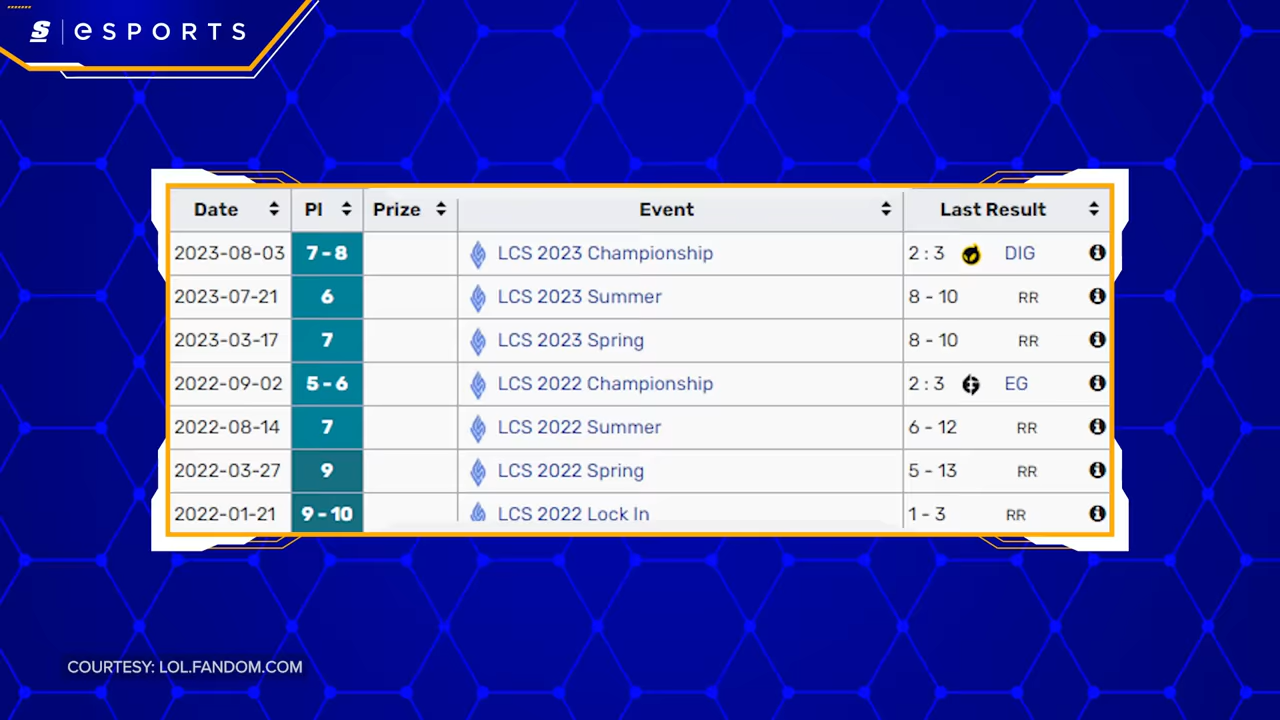 S | eSPORTS
Date Pl Prize Event Last Result
2023-08-03 7 - 8 LCS 2023 Championship 2 : 3 DIG
2023-07-21 6 LCS 2023 Summer 8 - 10 RR
2023-03-17 7 LCS 2023 Spring 8 - 10 RR
2022-09-02 5 - 6 LCS 2022 Championship 2 : 3 EG
2022-08-14 7 LCS 2022 Summer 6 - 12 RR
2022-03-27 9 LCS 2022 Spring 5 - 13 RR
2022-01-21 9 - 10 LCS 2022 Lock In 1 - 3 RR
COURTESY: LOL.FANDOM.COM